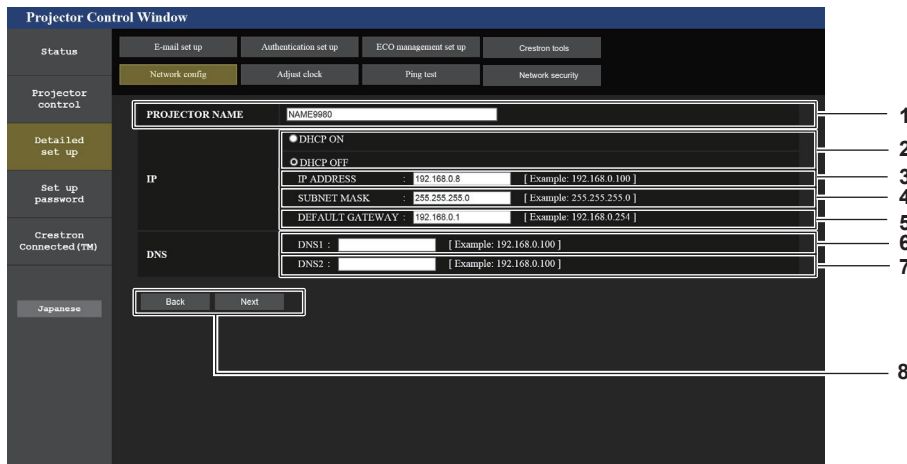 Projector Control Window
Status
E-mail set up Authentication set up ECO management set up Crestron tools
Network config Adjust clock Ping test Network security
Projector
control
Detailed
set up
Set up
password
Crestron
Connected(TM)
Japanese
PROJECTOR NAME NAME9980
IP
DHCP ON
DHCP OFF
IP ADDRESS : 192.168.0.8 [ Example: 192.168.0.100 ]
SUBNET MASK : 255.255.255.0 [ Example: 255.255.255.0 ]
DEFAULT GATEWAY : 192.168.0.1 [ Example: 192.168.0.254 ]
DNS
DNS1 : [ Example: 192.168.0.100 ]
DNS2 : [ Example: 192.168.0.100 ]
Back Next
1
2
3
4
5
6
7
8